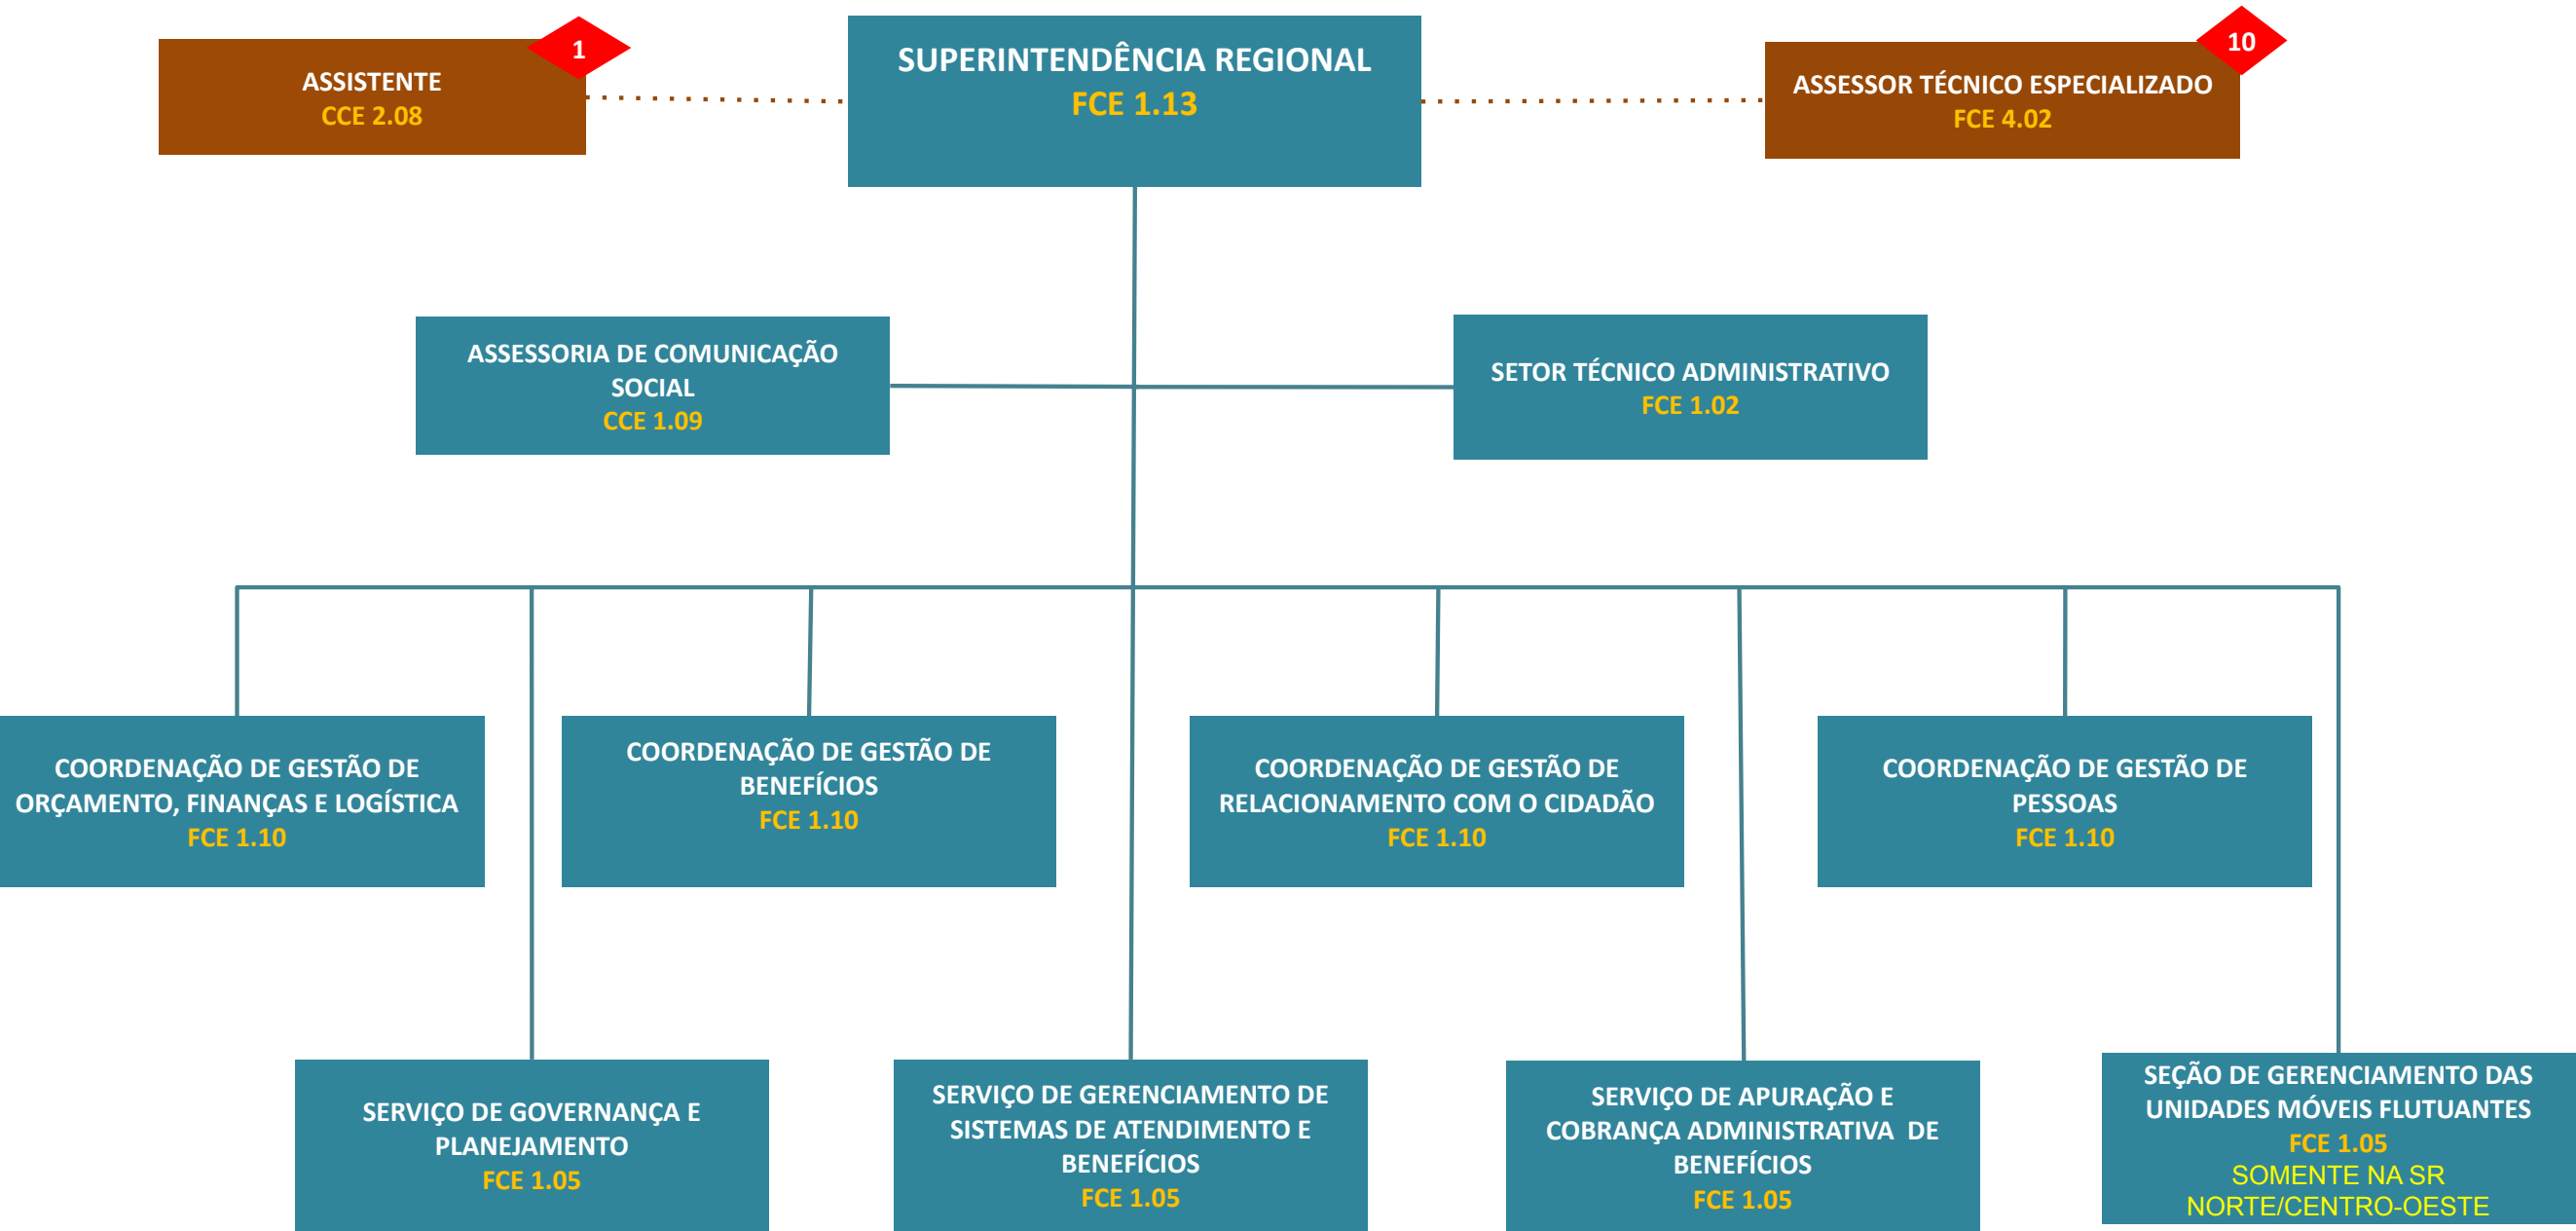 1
ASSISTENTE
CCE 2.08
SUPERINTENDÊNCIA REGIONAL
FCE 1.13
10
ASSESSOR TÉCNICO ESPECIALIZADO
FCE 4.02
ASSESSORIA DE COMUNICAÇÃO
SOCIAL
CCE 1.09
SETOR TÉCNICO ADMINISTRATIVO
FCE 1.02
COORDENAÇÃO DE GESTÃO DE
ORÇAMENTO, FINANÇAS E LOGÍSTICA
FCE 1.10
COORDENAÇÃO DE GESTÃO DE
BENEFÍCIOS
FCE 1.10
COORDENAÇÃO DE GESTÃO DE
RELACIONAMENTO COM O CIDADÃO
FCE 1.10
COORDENAÇÃO DE GESTÃO DE
PESSOAS
FCE 1.10
SERVIÇO DE GOVERNANÇA E
PLANEJAMENTO
FCE 1.05
SERVIÇO DE GERENCIAMENTO DE
SISTEMAS DE ATENDIMENTO E
BENEFÍCIOS
FCE 1.05
SERVIÇO DE APURAÇÃO E
COBRANÇA ADMINISTRATIVA DE
BENEFÍCIOS
FCE 1.05
SEÇÃO DE GERENCIAMENTO DAS
UNIDADES MÓVEIS FLUTUANTES
FCE 1.05
SOMENTE NA SR
NORTE/CENTRO-OESTE